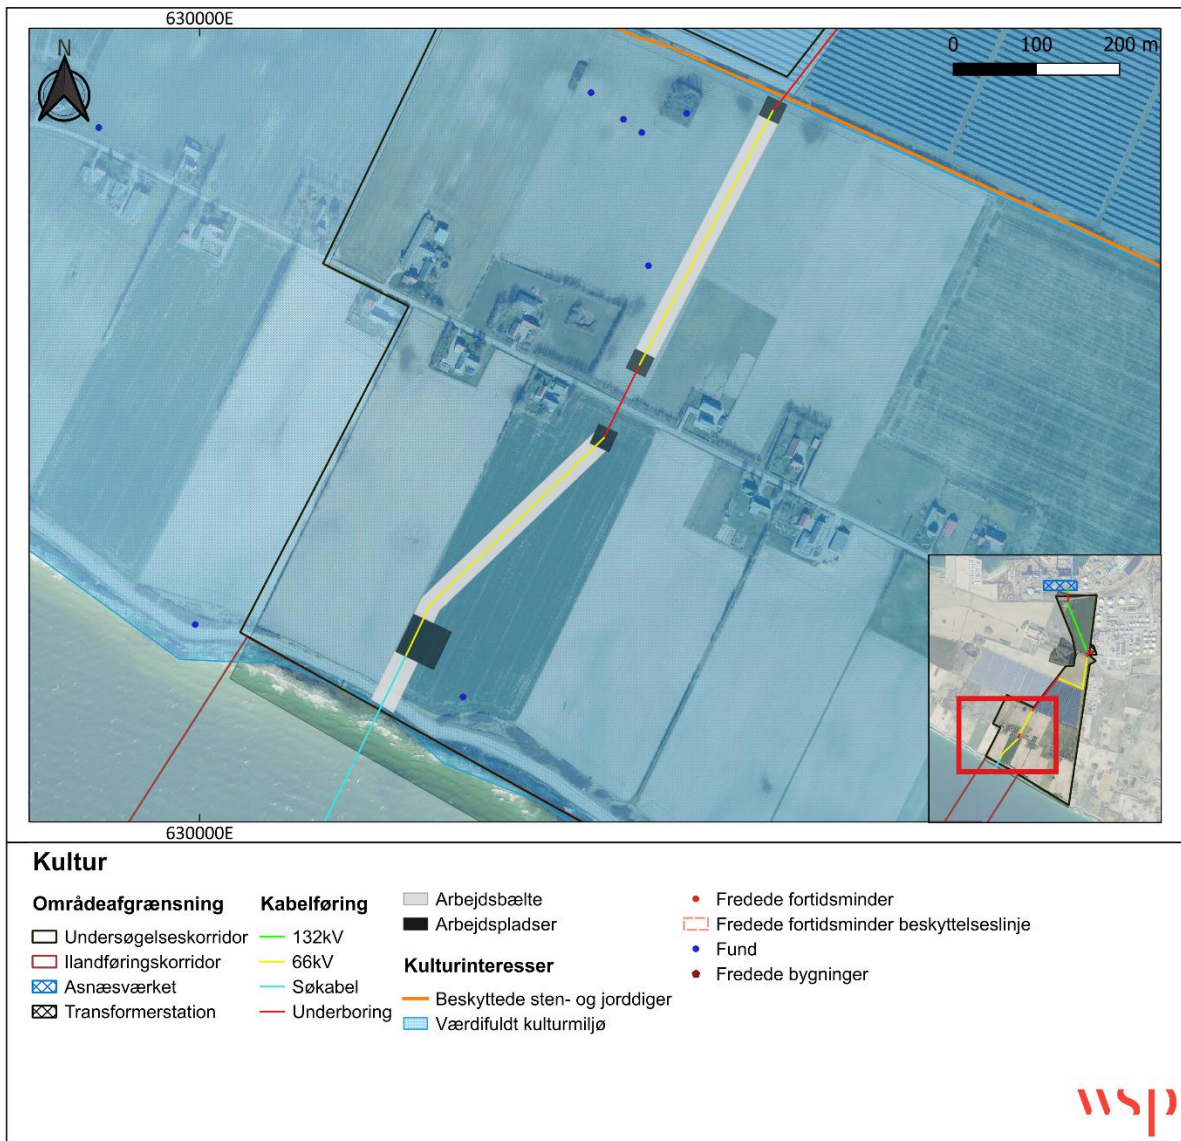 630000E
N
0 100 200 m
630000E
Kultur
Områdeafgrænsning
Undersøgelseskorridor
Ilandføringskorridor
Asnæsværket
Transformerstation
Kabelføring
132kV
66kV
Søkabel
Underboring
Arbejdsbælte
Arbejdspladser
Kulturinteresser
Beskyttede sten- og jorddiger
Værdifuldt kulturmiljø
Fredede fortidsminder
Fredede fortidsminder beskyttelseslinje
Fund
Fredede bygninger
wsp